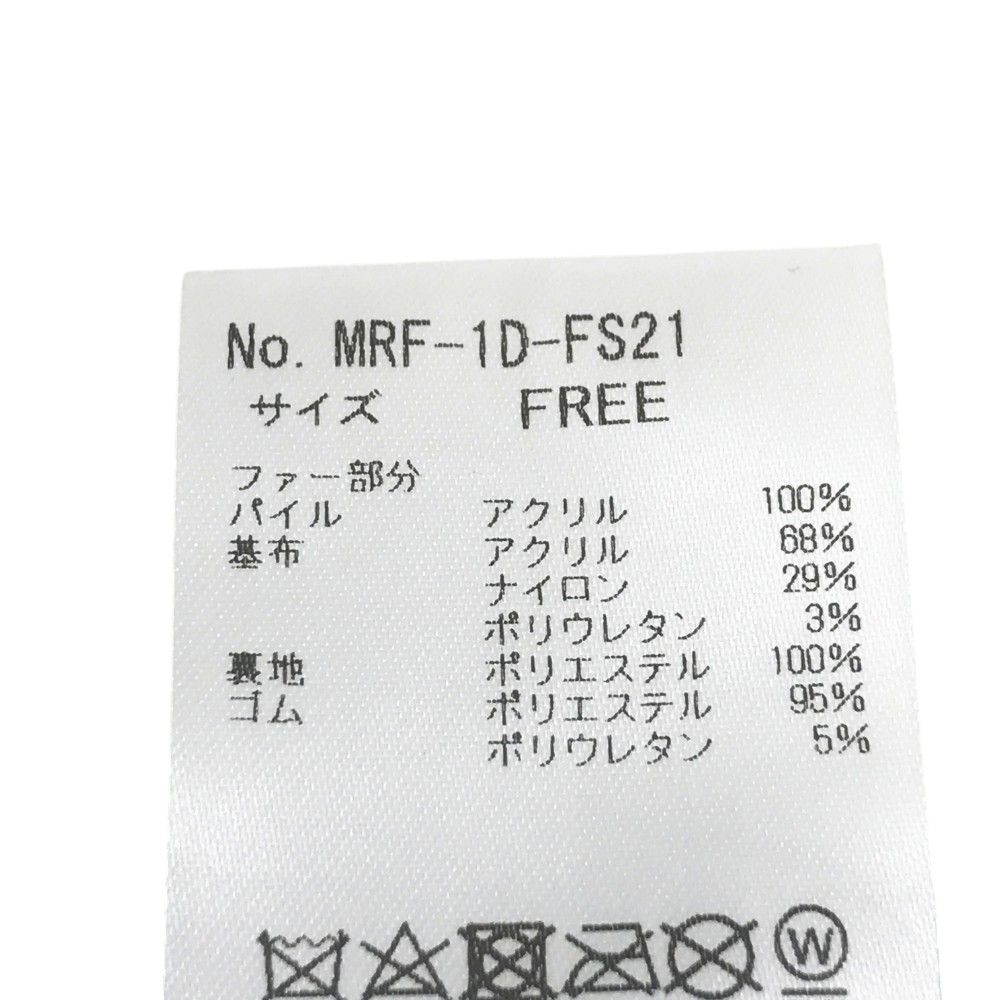 No. MRF-1D-FS21
サイズ FREE
ファー部分
パイル アクリル 100%
基布 アクリル 68%
ナイロン 29%
ポリウレタン 3%
裏地 ポリエステル 100%
ゴム ポリエステル 95%
ポリウレタン 5%
W